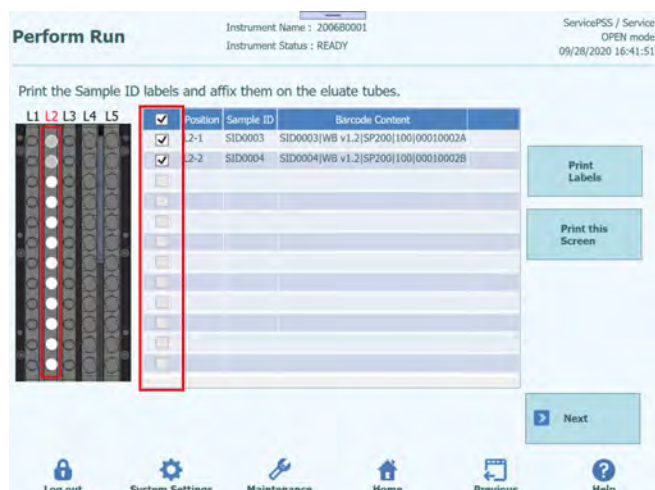 Perform Run
Instrument Name : 200680001
Instrument Status : READY
ServicePSS / Service
OPEN mode
09/28/2020 16:41:51
Print the Sample ID labels and affix them on the eluate tubes.
L1 L2 L3 L4 L5
Position Sample ID Barcode Content
L2-1 SID0003 SID0003|WB v1.2|SP200|100|00010002A
L2-2 SID0004 SID0004|WB v1.2|SP200|100|00010002B
Print
Labels
Print this
Screen
Next
Log out System Settings Maintenance Home Previous Help